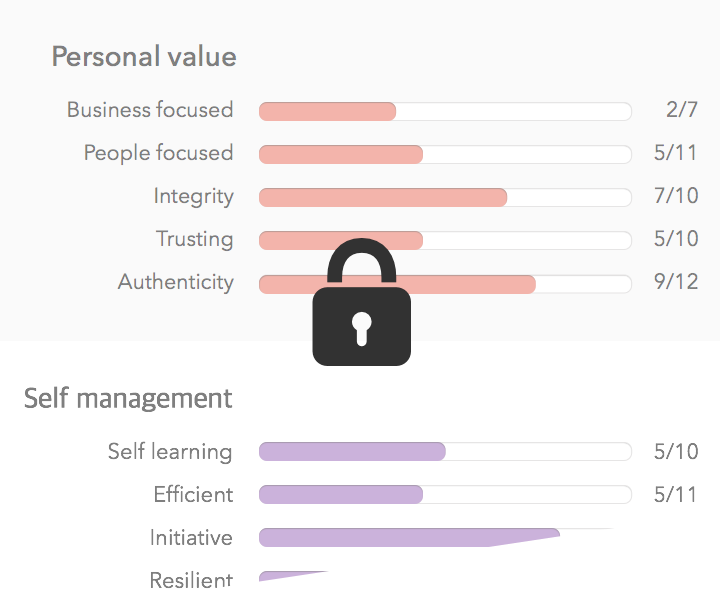 Personal value
Business focused 2/7
People focused 5/11
Integrity 7/10
Trusting 5/10
Authenticity 9/12
Self management
Self learning 5/10
Efficient 5/11
Initiative
Resilient